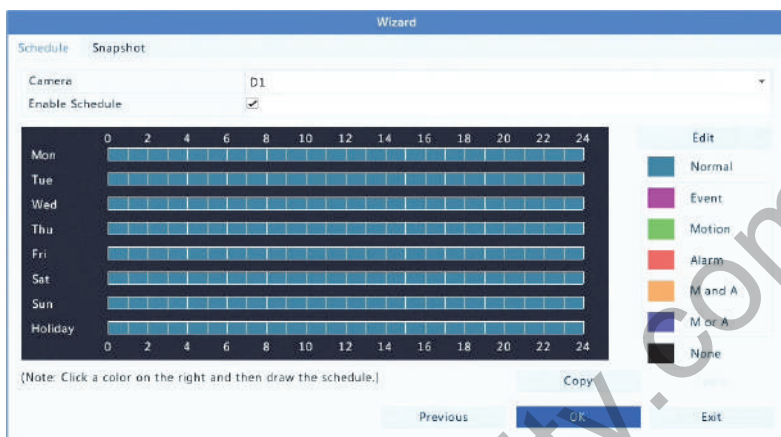 Wizard
Schedule Snapshot
Camera D1
Enable Schedule
0 2 4 6 8 10 12 14 16 18 20 22 24 Edit
Mon Normal
Tue
Wed Event
Thu Motion
Fri Alarm
Sat M and A
Sun
Holiday M or A
0 2 4 6 8 10 12 14 16 18 20 22 24 None
(Note: Click a color on the right and then draw the schedule.) Copy
Previous OK Exit